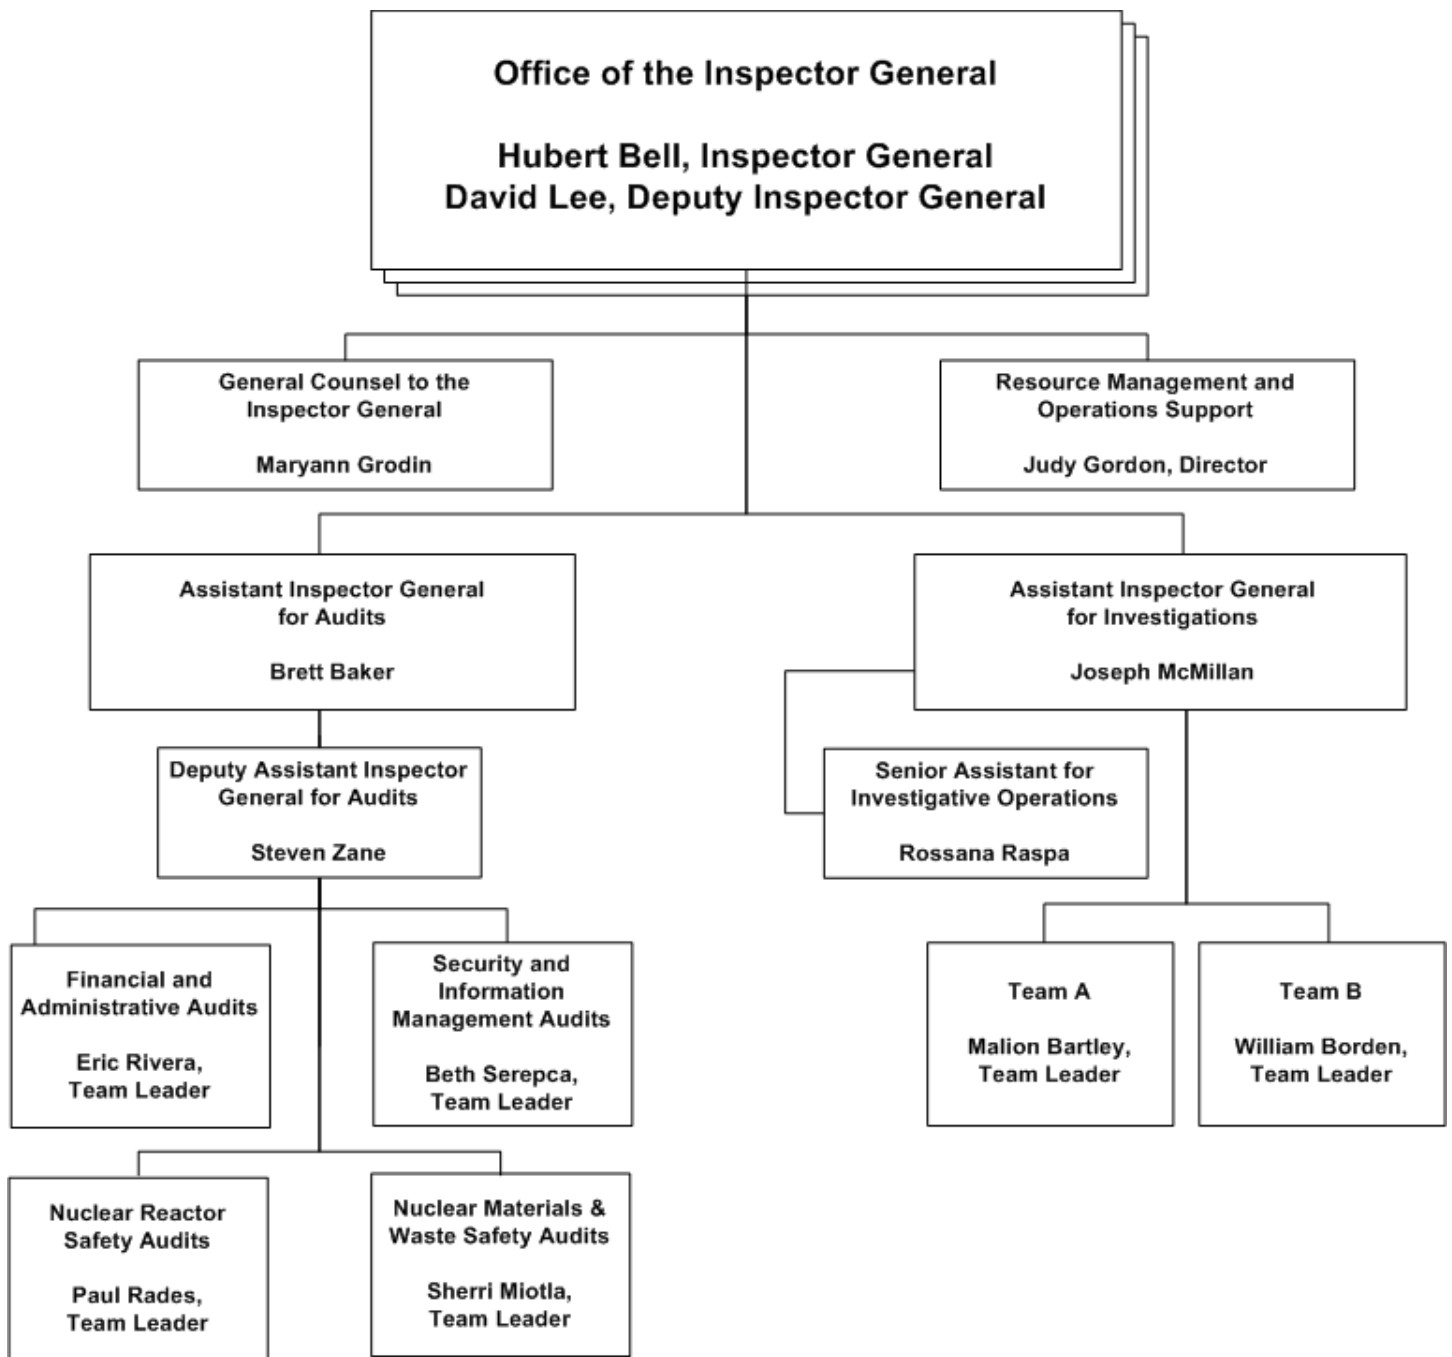 Office of the Inspector General
Hubert Bell, Inspector General
David Lee, Deputy Inspector General
General Counsel to the
Inspector General
Maryann Grodin
Resource Management and
Operations Support
Judy Gordon, Director
Assistant Inspector General
for Audits
Brett Baker
Assistant Inspector General
for Investigations
Joseph McMillan
Deputy Assistant Inspector
General for Audits
Steven Zane
Senior Assistant for
Investigative Operations
Rossana Raspa
Financial and
Administrative Audits
Eric Rivera,
Team Leader
Security and
Information
Management Audits
Beth Serepca,
Team Leader
Team A
Malion Bartley,
Team Leader
Team B
William Borden,
Team Leader
Nuclear Reactor
Safety Audits
Paul Rades,
Team Leader
Nuclear Materials &
Waste Safety Audits
Sherri Miotla,
Team Leader